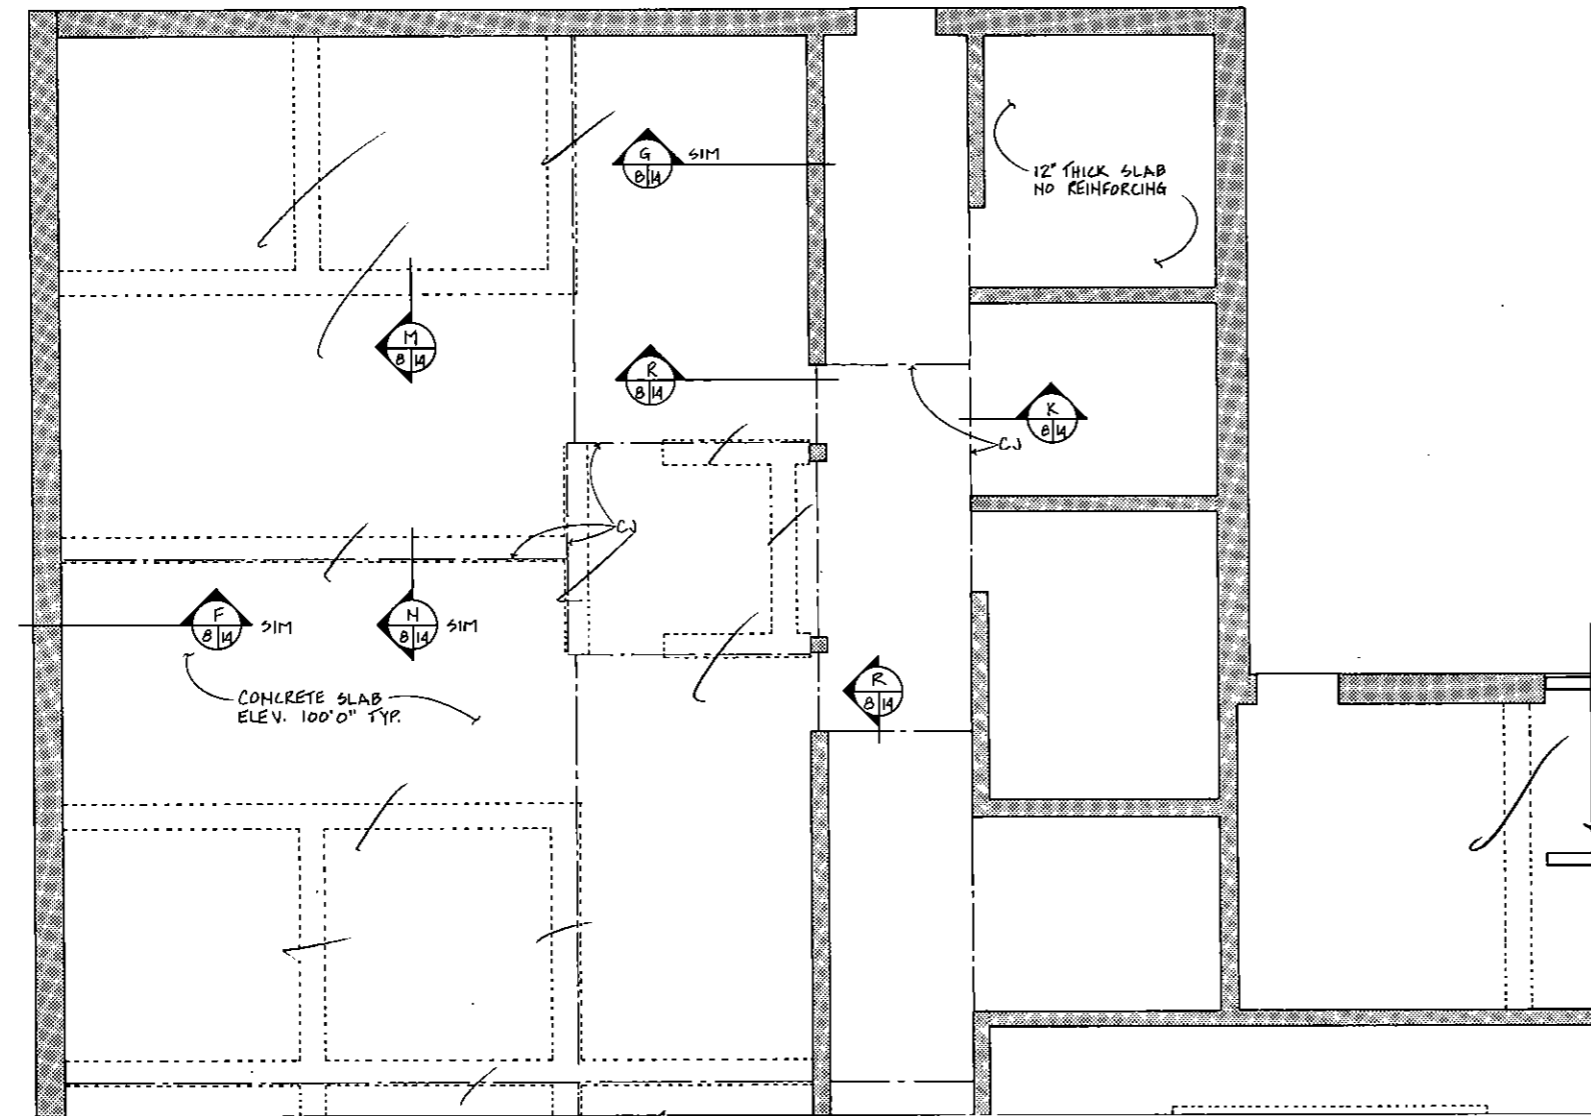 G
8|14
SIM
12" THICK SLAB
NO REINFORCING
M
8|14
R
8|14
K
8|14
CJ
CJ
F
8|14
SIM
N
8|14
SIM
CONCRETE SLAB
ELEV. 100'0" TYP.
R
8|14